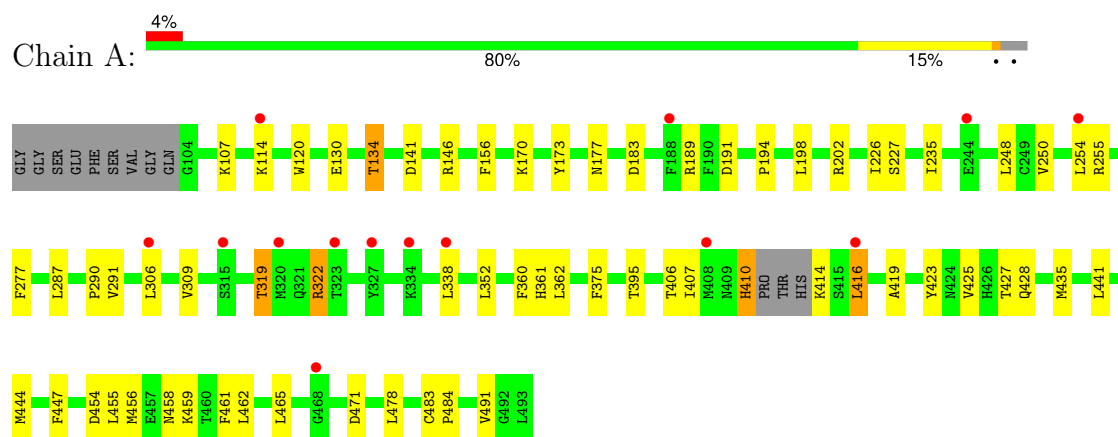 4%
Chain A:
80% 15% • •
GLY GLY SER GLU PHE SER VAL GLY GLN G104 K107 K114 W120 E130 T134 D141 R146 F156 K170 Y173 N177 D183 F188 R189 F190 D191 P194 L198 R202 I226 S227 I235 E244 L248 C249 V250 L254 R255
F277 L287 P290 V291 L306 V309 S315 T319 M320 Q321 R322 T323 Y327 K334 L338 L352 F360 H361 L362 F375 T395 T406 I407 M408 N409 H410 PRO THR HIS K414 S415 L416 A419 Y423 N424 V425 H426 T427 Q428 M435 L441
M444 F447 D454 L455 M456 E457 N458 K459 T460 F461 L462 L465 G468 D471 L478 C483 P484 V491 G492 L493